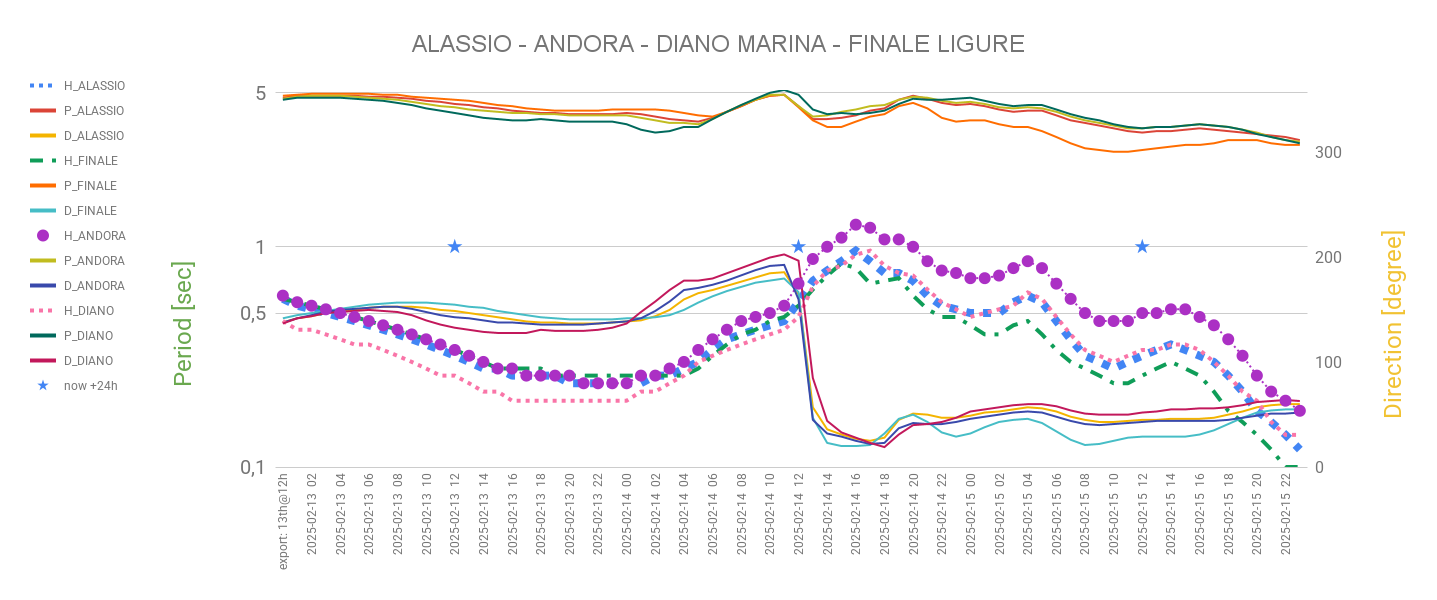 ALASSIO - ANDORA - DIANO MARINA - FINALE LIGURE
H_ALASSIO
P_ALASSIO
D_ALASSIO
H_FINALE
P_FINALE
D_FINALE
H_ANDORA
P_ANDORA
D_ANDORA
H_DIANO
P_DIANO
D_DIANO
now +24h
Period [sec]
5
1
0,5
0,1
300
200
100
0
Direction [degree]
export: 13th@12h
2025-02-13 02
2025-02-13 04
2025-02-13 06
2025-02-13 08
2025-02-13 10
2025-02-13 12
2025-02-13 14
2025-02-13 16
2025-02-13 18
2025-02-13 20
2025-02-13 22
2025-02-14 00
2025-02-14 02
2025-02-14 04
2025-02-14 06
2025-02-14 08
2025-02-14 10
2025-02-14 12
2025-02-14 14
2025-02-14 16
2025-02-14 18
2025-02-14 20
2025-02-14 22
2025-02-15 00
2025-02-15 02
2025-02-15 04
2025-02-15 06
2025-02-15 08
2025-02-15 10
2025-02-15 12
2025-02-15 14
2025-02-15 16
2025-02-15 18
2025-02-15 20
2025-02-15 22